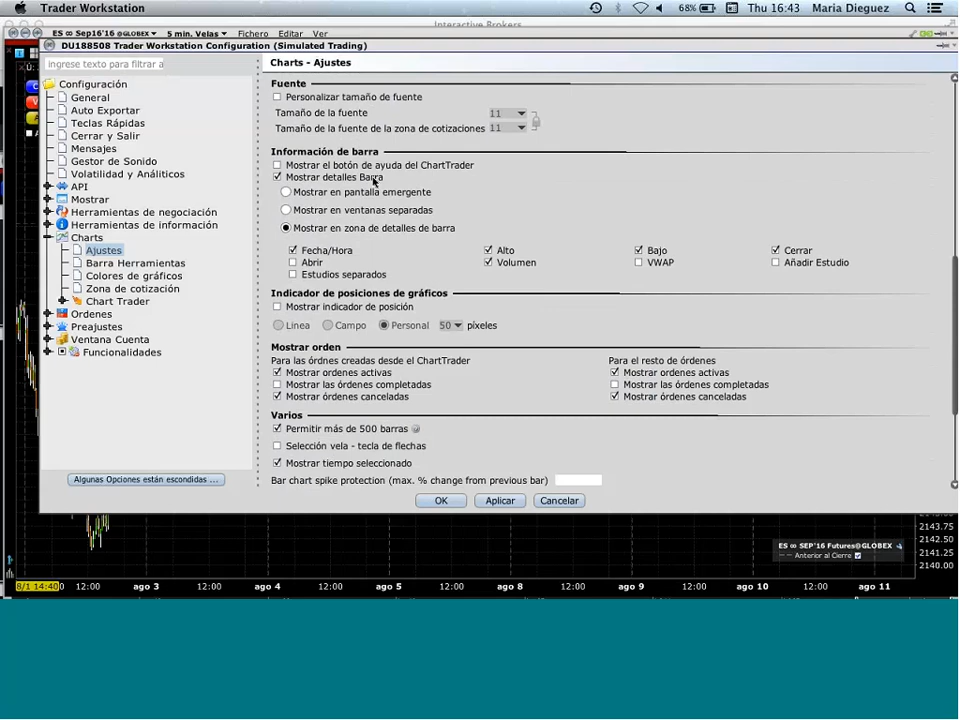 Trader Workstation 68% Thu 16:43 Maria Dieguez
Interactive Brokers
ES ∞ Sep16'16 @GLOBEX 5 min. Velas Fichero Editar Ver
DU188508 Trader Workstation Configuration (Simulated Trading)
ingrese texto para filtrar a
Configuración
General
Auto Exportar
Teclas Rápidas
Cerrar y Salir
Mensajes
Gestor de Sonido
Volatilidad y Análiticos
API
Mostrar
Herramientas de negociación
Herramientas de información
Charts
Ajustes
Barra Herramientas
Colores de gráficos
Zona de cotización
Chart Trader
Ordenes
Preajustes
Ventana Cuenta
Funcionalidades
Algunas Opciones están escondidas ...
Charts - Ajustes
Fuente
Personalizar tamaño de fuente
Tamaño de la fuente 11
Tamaño de la fuente de la zona de cotizaciones 11
Información de barra
Mostrar el botón de ayuda del ChartTrader
Mostrar detalles Barra
Mostrar en pantalla emergente
Mostrar en ventanas separadas
Mostrar en zona de detalles de barra
Fecha/Hora Alto Bajo Cerrar
Abrir Volumen VWAP Añadir Estudio
Estudios separados
Indicador de posiciones de gráficos
Mostrar indicador de posición
Linea Campo Personal 50 píxeles
Mostrar orden
Para las órdnes creadas desde el ChartTrader Para el resto de órdenes
Mostrar ordenes activas Mostrar ordenes activas
Mostrar las órdenes completadas Mostrar las órdenes completadas
Mostrar órdenes canceladas Mostrar órdenes canceladas
Varios
Permitir más de 500 barras
Selección vela - tecla de flechas
Mostrar tiempo seleccionado
Bar chart spike protection (max. % change from previous bar)
OK Aplicar Cancelar
2143.75
2142.50
2141.25
2140.00
ES ∞ SEP'16 Futures@GLOBEX
Anterior al Cierre
8/1 14:40 12:00 ago 3 12:00 ago 4 12:00 ago 5 12:00 ago 8 12:00 ago 9 12:00 ago 10 12:00 ago 11